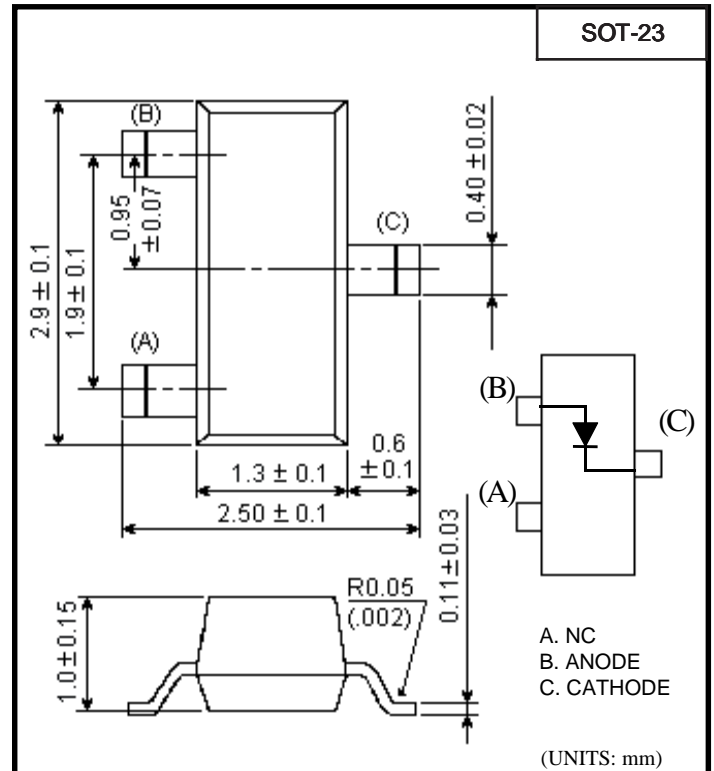 SOT-23
(B)
0.95
±0.07
(C)
0.40 ±0.02
2.9 ± 0.1
1.9 ± 0.1
(A)
1.3 ± 0.1
0.6
±0.1
2.50 ± 0.1
(B)
(C)
(A)
1.0±0.15
R0.05
(.002)
0.11±0.03
A. NC
B. ANODE
C. CATHODE
(UNITS: mm)